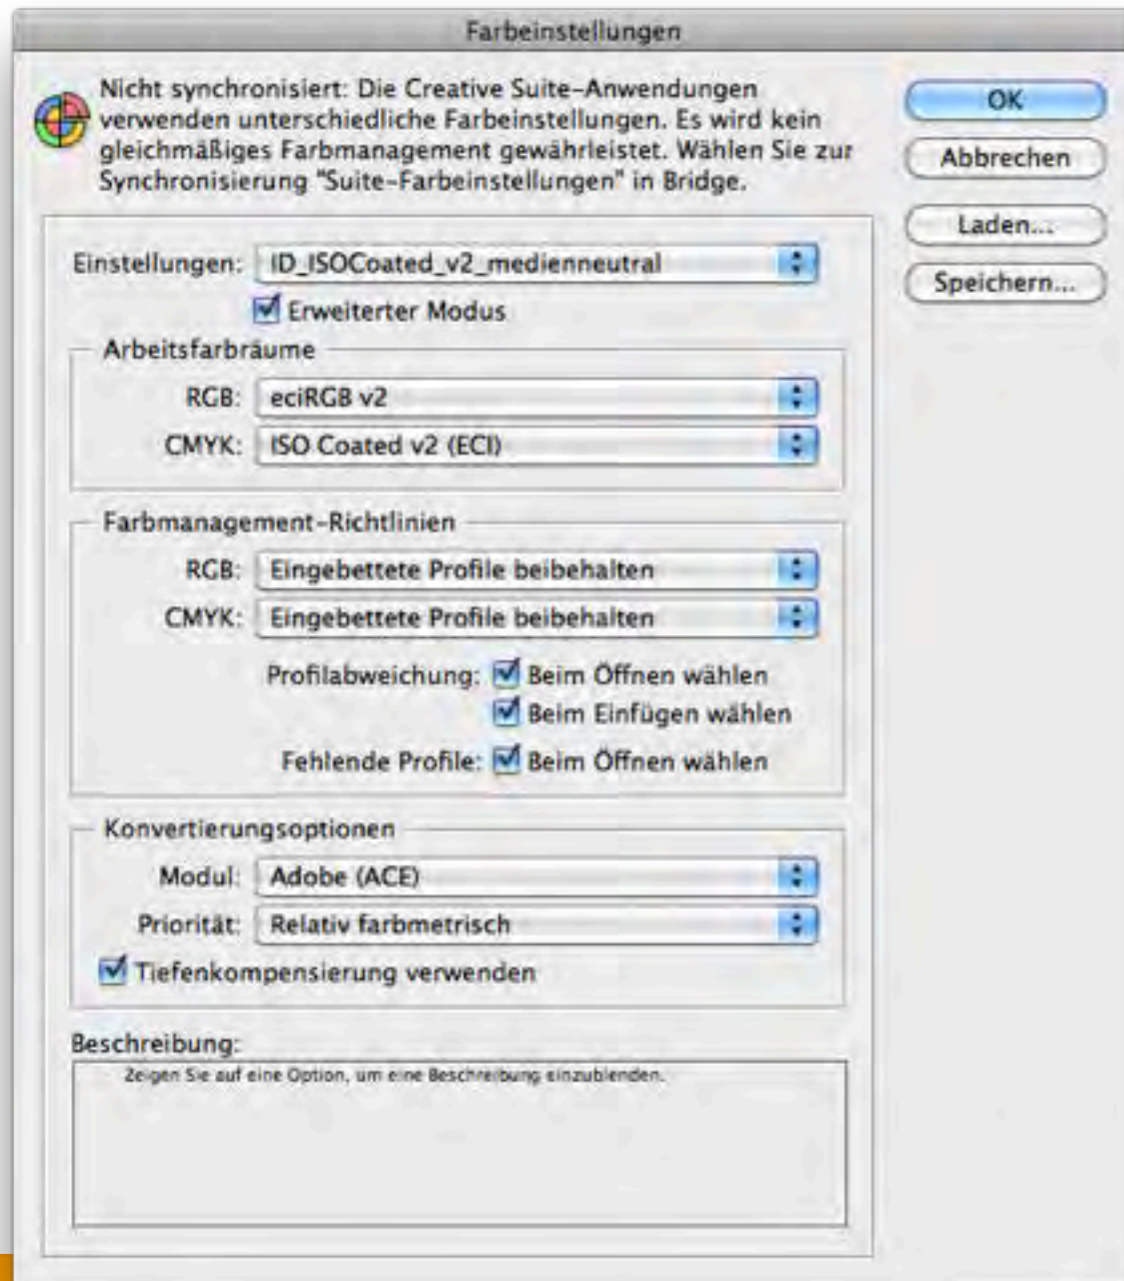 Farbeinstellungen
Nicht synchronisiert: Die Creative Suite-Anwendungen
verwenden unterschiedliche Farbeinstellungen. Es wird kein
gleichmäßiges Farbmanagement gewährleistet. Wählen Sie zur
Synchronisierung "Suite-Farbeinstellungen" in Bridge.
OK
Abbrechen
Laden...
Speichern...
Einstellungen: ID_ISOCoated_v2_medienneutral
Erweiterter Modus
Arbeitsfarbräume
RGB: eciRGB v2
CMYK: ISO Coated v2 (ECI)
Farbmanagement-Richtlinien
RGB: Eingebettete Profile beibehalten
CMYK: Eingebettete Profile beibehalten
Profilabweichung: Beim Öffnen wählen
Beim Einfügen wählen
Fehlende Profile: Beim Öffnen wählen
Konvertierungsoptionen
Modul: Adobe (ACE)
Priorität: Relativ farbmetrisch
Tiefenkompensierung verwenden
Beschreibung:
Zeigen Sie auf eine Option, um eine Beschreibung einzublenden.